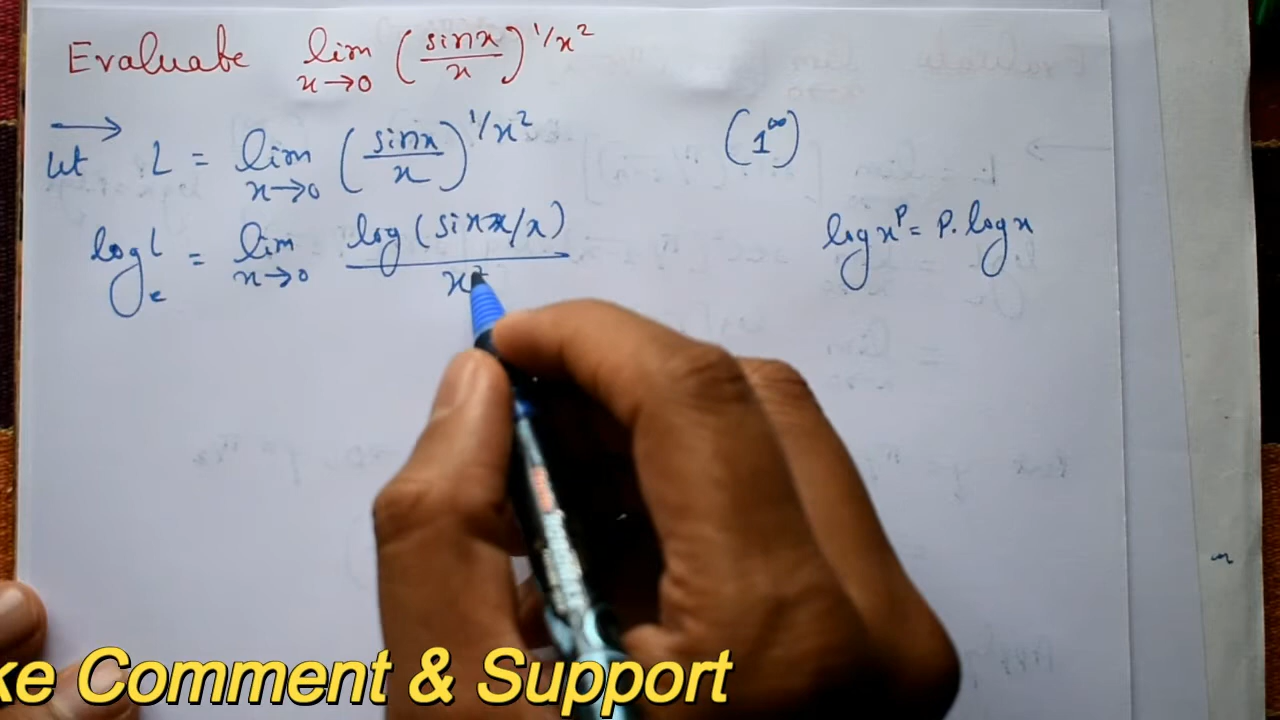 Evaluate lim x→0 (sinx/x)^1/x²
Let L = lim x→0 (sinx/x)^1/x² (1^∞)
log_e L = lim x→0 log(sinx/x)/x² log x^p = p. log x
ke Comment & Support